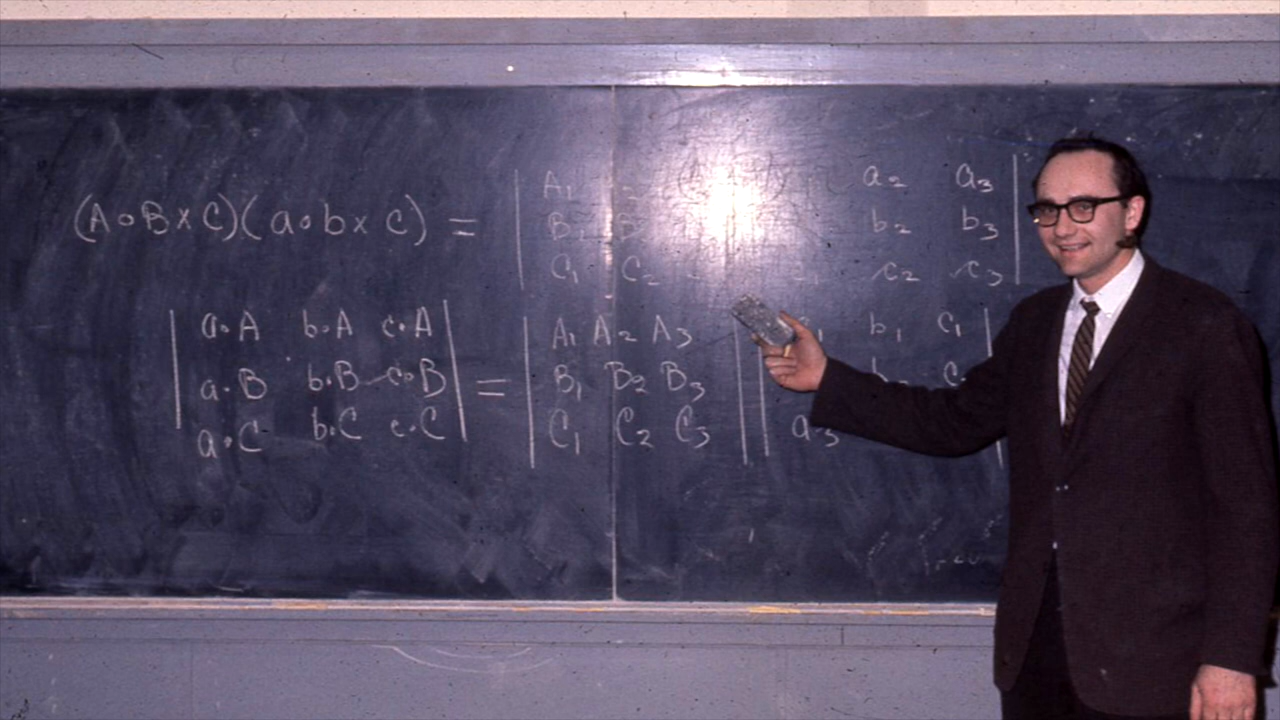 (A∘B×C)(a∘b×c) = | A₁ a₂ a₃ |
B₁ B b₂ b₃
C₁ C₂ c₂ c₃
| a·A b·A c·A | | A₁ A₂ A₃ | | b₁ c₁ |
a·B b·B c·B = B₁ B₂ B₃
a·C b·C c·C C₁ C₂ C₃ a₃